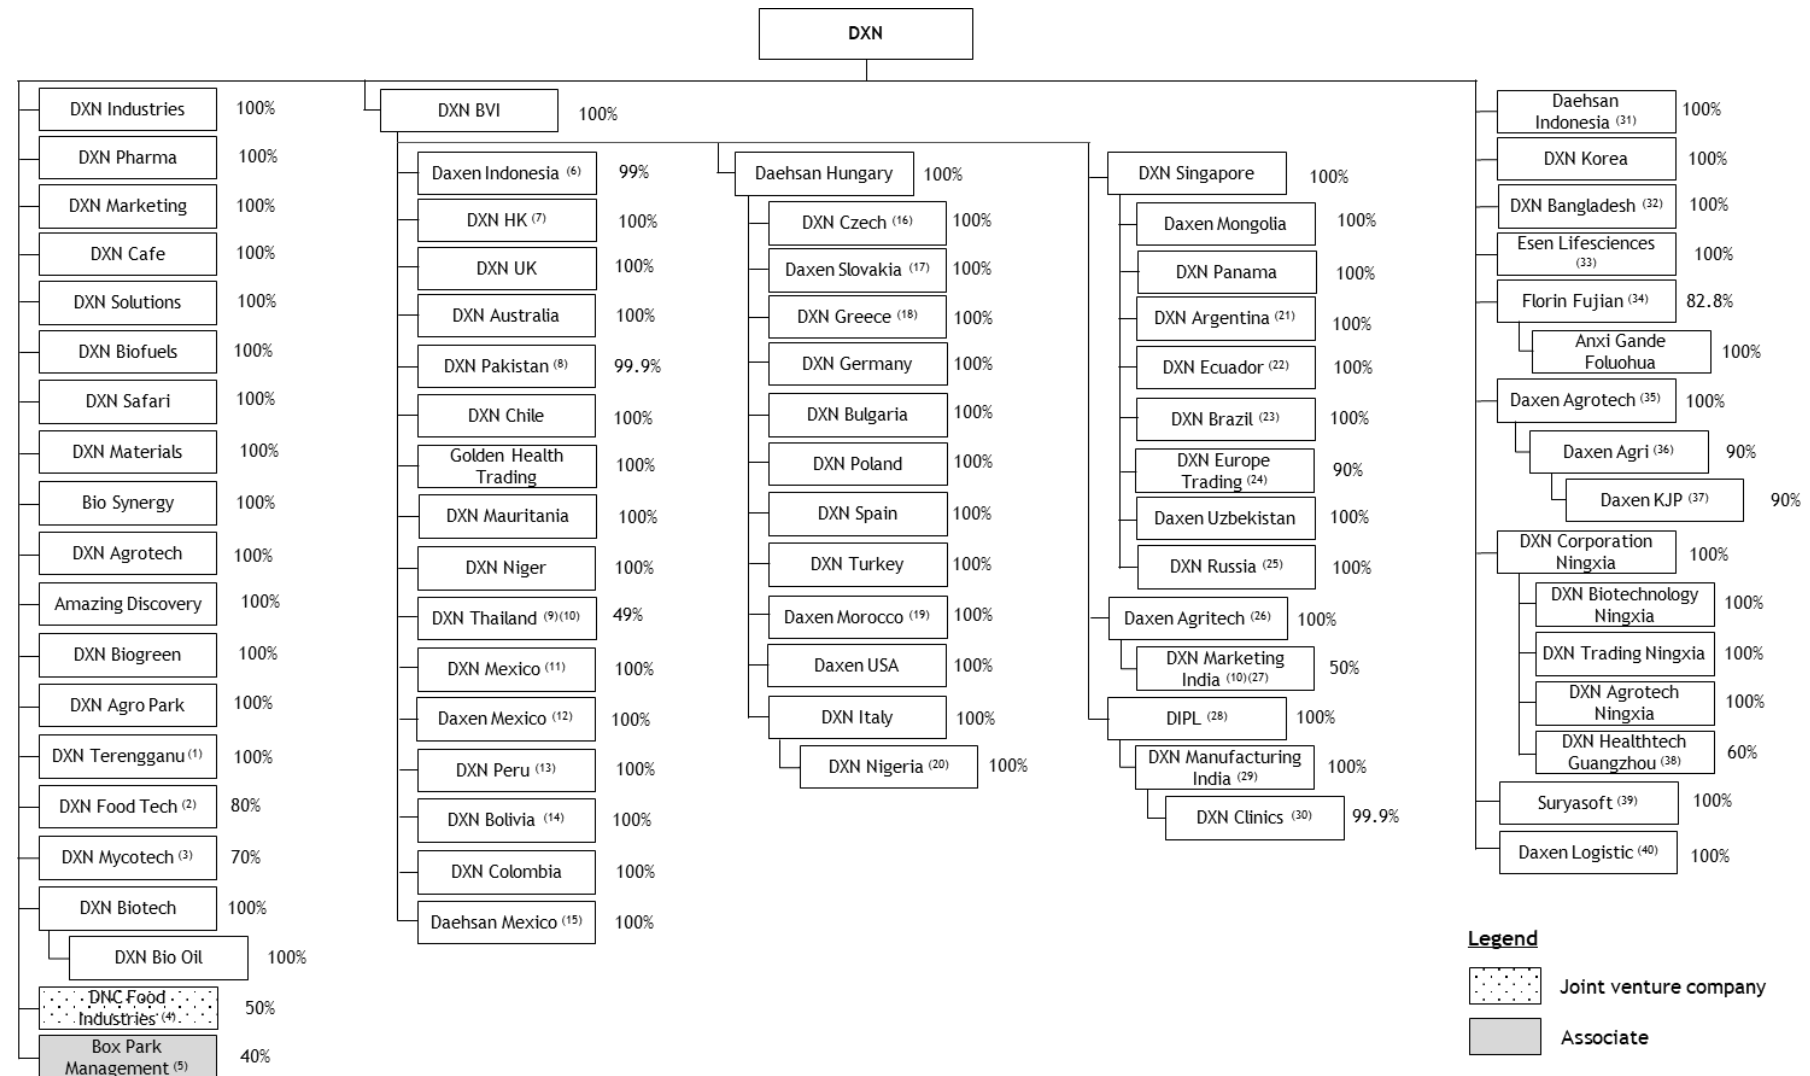 DXN
DXN Industries 100%
DXN Pharma 100%
DXN Marketing 100%
DXN Cafe 100%
DXN Solutions 100%
DXN Biofuels 100%
DXN Safari 100%
DXN Materials 100%
Bio Synergy 100%
DXN Agrotech 100%
Amazing Discovery 100%
DXN Biogreen 100%
DXN Agro Park 100%
DXN Terengganu (1) 100%
DXN Food Tech (2) 80%
DXN Mycotech (3) 70%
DXN Biotech 100%
DXN Bio Oil 100%
DNC Food
Industries (4) 50%
Box Park
Management (5) 40%
DXN BVI 100%
Daxen Indonesia (6) 99%
DXN HK (7) 100%
DXN UK 100%
DXN Australia 100%
DXN Pakistan (8) 99.9%
DXN Chile 100%
Golden Health
Trading 100%
DXN Mauritania 100%
DXN Niger 100%
DXN Thailand (9)(10) 49%
DXN Mexico (11) 100%
Daxen Mexico (12) 100%
DXN Peru (13) 100%
DXN Bolivia (14) 100%
DXN Colombia 100%
Daehsan Mexico (15) 100%
Daehsan Hungary 100%
DXN Czech (16) 100%
Daxen Slovakia (17) 100%
DXN Greece (18) 100%
DXN Germany 100%
DXN Bulgaria 100%
DXN Poland 100%
DXN Spain 100%
DXN Turkey 100%
Daxen Morocco (19) 100%
Daxen USA 100%
DXN Italy 100%
DXN Nigeria (20) 100%
DXN Singapore 100%
Daxen Mongolia 100%
DXN Panama 100%
DXN Argentina (21) 100%
DXN Ecuador (22) 100%
DXN Brazil (23) 100%
DXN Europe
Trading (24) 90%
Daxen Uzbekistan 100%
DXN Russia (25) 100%
Daxen Agritech (26) 100%
DXN Marketing
India (10)(27) 50%
DIPL (28) 100%
DXN Manufacturing
India (29) 100%
DXN Clinics (30) 99.9%
Daehsan
Indonesia (31) 100%
DXN Korea 100%
DXN Bangladesh (32) 100%
Esen Lifesciences
(33) 100%
Florin Fujian (34) 82.8%
Anxi Gande
Foluohua 100%
Daxen Agrotech (35) 100%
Daxen Agri (36) 90%
Daxen KJP (37) 90%
DXN Corporation
Ningxia 100%
DXN Biotechnology
Ningxia 100%
DXN Trading Ningxia 100%
DXN Agrotech
Ningxia 100%
DXN Healthtech
Guangzhou (38) 60%
Suryasoft (39) 100%
Daxen Logistic (40) 100%
Legend
Joint venture company
Associate